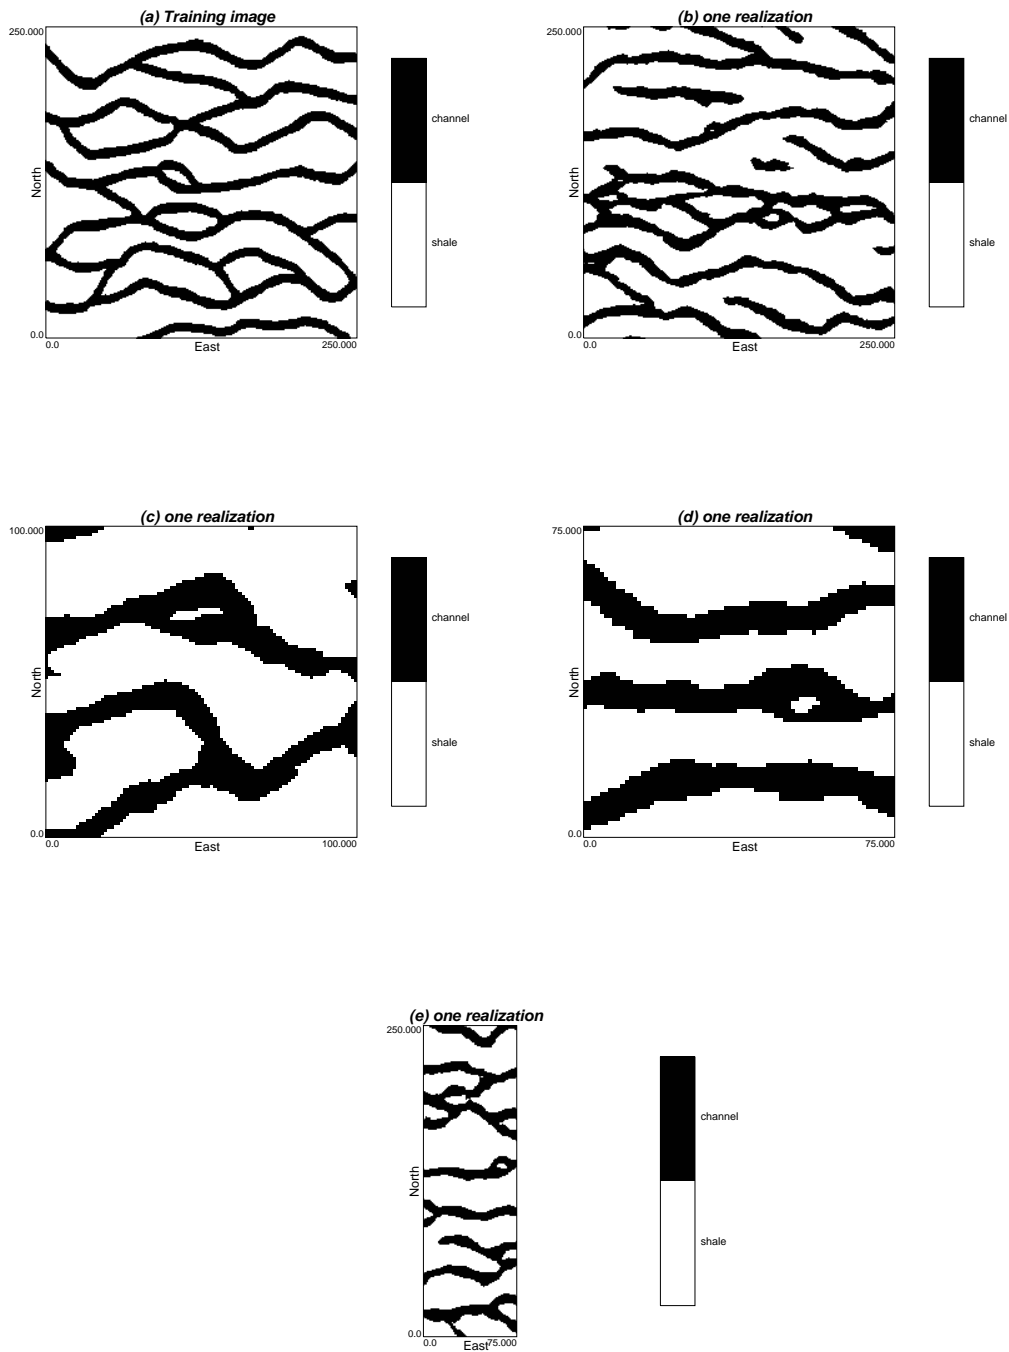 (a) Training image
250.000
North
0.0
0.0
East
250.000
channel
shale
(b) one realization
250.000
North
0.0
0.0
East
250.000
channel
shale
(c) one realization
100.000
North
0.0
0.0
East
100.000
channel
shale
(d) one realization
75.000
North
0.0
0.0
East
75.000
channel
shale
(e) one realization
250.000
North
0.0
0.0
East
75.000
channel
shale